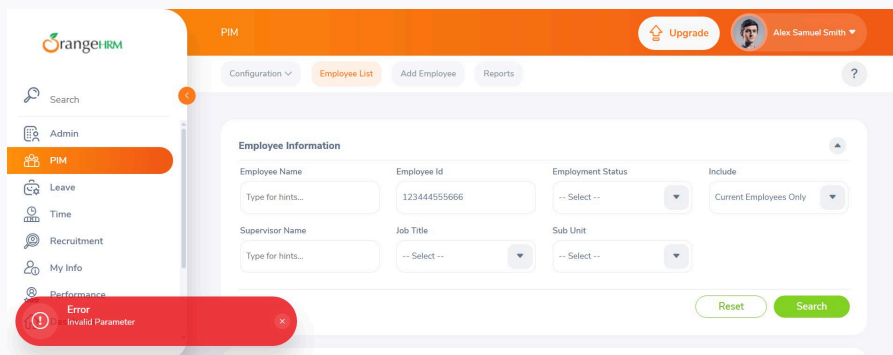 OrangeHRM
PIM
Upgrade
Alex Samuel Smith
Configuration
Employee List
Add Employee
Reports
?
Search
Admin
PIM
Leave
Time
Recruitment
My Info
Performance
Employee Information
Employee Name
Employee Id
Employment Status
Include
Type for hints...
123444555666
-- Select --
Current Employees Only
Supervisor Name
Job Title
Sub Unit
Type for hints...
-- Select --
-- Select --
Reset
Search
Error
Invalid Parameter